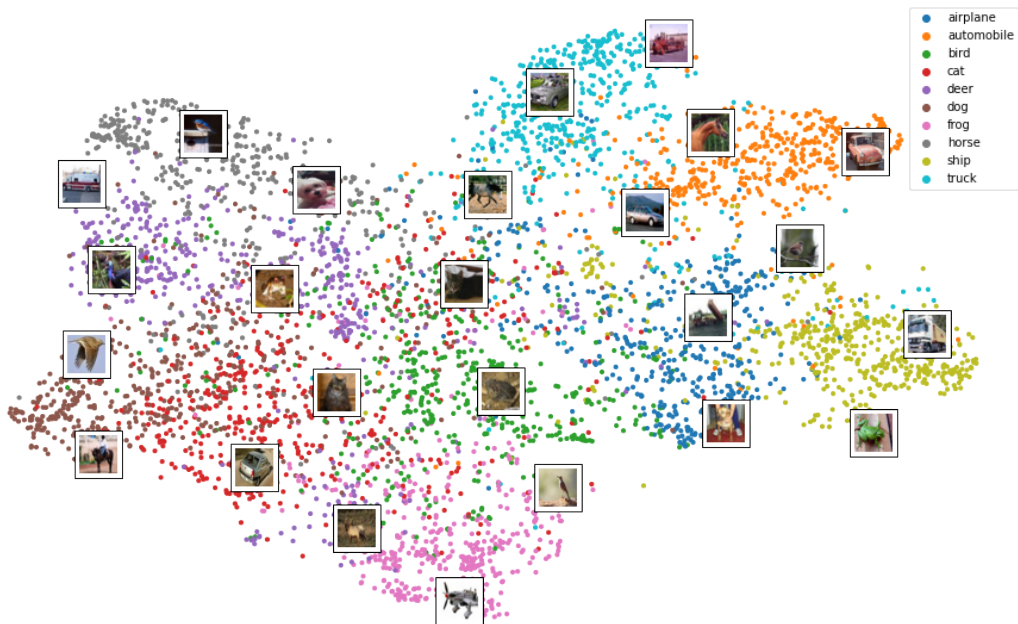 airplane
automobile
bird
cat
deer
dog
frog
horse
ship
truck